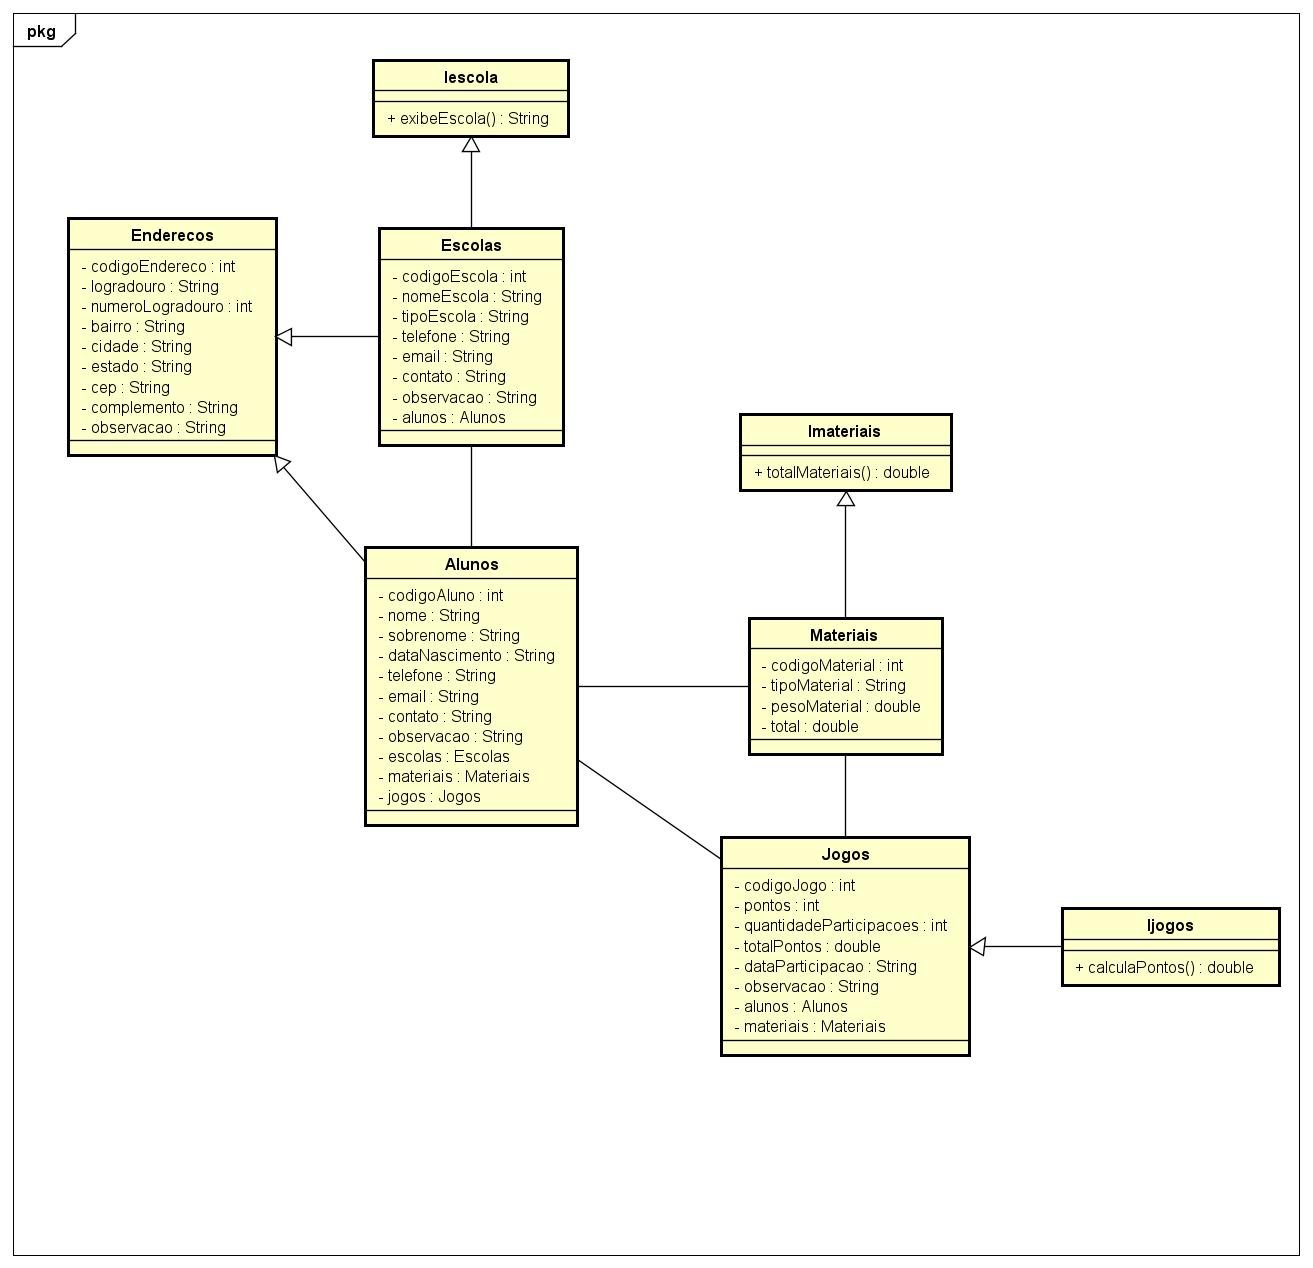 pkg
Iescola
+ exibeEscola() : String
Enderecos
- codigoEndereco : int
- logradouro : String
- numeroLogradouro : int
- bairro : String
- cidade : String
- estado : String
- cep : String
- complemento : String
- observacao : String
Escolas
- codigoEscola : int
- nomeEscola : String
- tipoEscola : String
- telefone : String
- email : String
- contato : String
- observacao : String
- alunos : Alunos
Imateriais
+ totalMateriais() : double
Alunos
- codigoAluno : int
- nome : String
- sobrenome : String
- dataNascimento : String
- telefone : String
- email : String
- contato : String
- observacao : String
- escolas : Escolas
- materiais : Materiais
- jogos : Jogos
Materiais
- codigoMaterial : int
- tipoMaterial : String
- pesoMaterial : double
- total : double
Jogos
- codigoJogo : int
- pontos : int
- quantidadeParticipacoes : int
- totalPontos : double
- dataParticipacao : String
- observacao : String
- alunos : Alunos
- materiais : Materiais
Ijogos
+ calculaPontos() : double